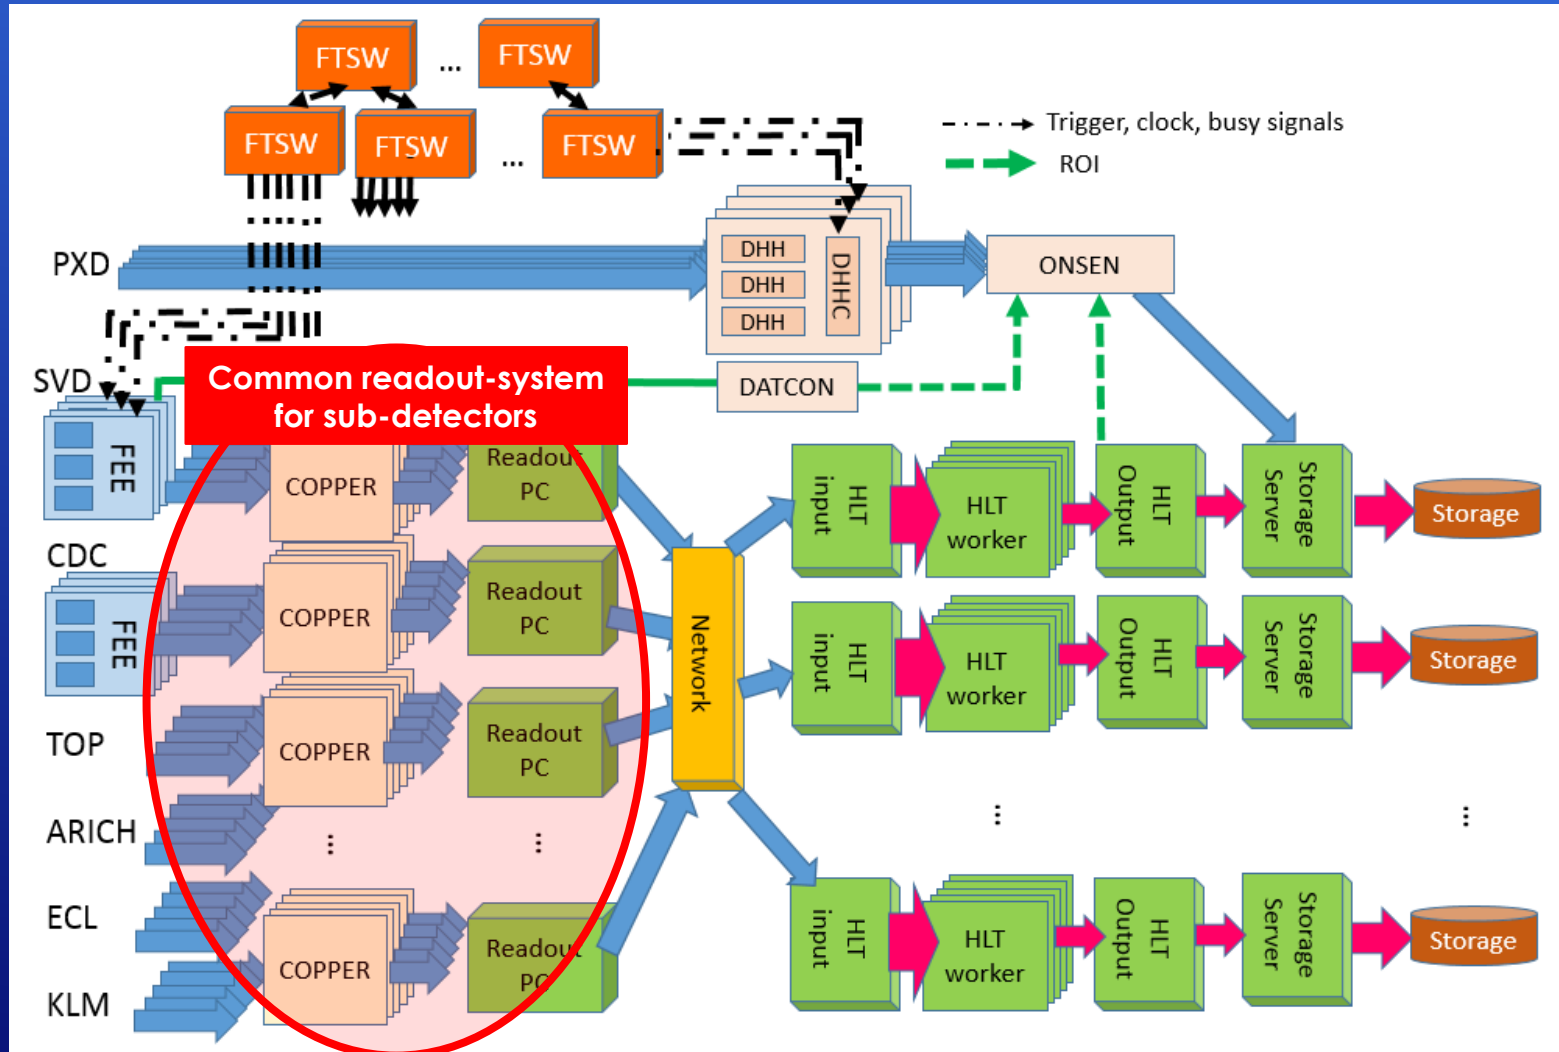 FTSW
...
FTSW
FTSW
FTSW
...
FTSW
Trigger, clock, busy signals
ROI
PXD
DHH
DHH
DHH
DHHC
ONSEN
SVD
Common readout-system
for sub-detectors
DATCON
FEE
COPPER
Readout
PC
HLT
input
HLT
worker
HLT
Output
Storage
Server
Storage
CDC
FEE
COPPER
Readout
PC
Network
HLT
input
HLT
worker
HLT
Output
Storage
Server
Storage
TOP
COPPER
Readout
PC
ARICH
...
...
...
...
ECL
KLM
COPPER
Readout
PC
HLT
input
HLT
worker
HLT
Output
Storage
Server
Storage